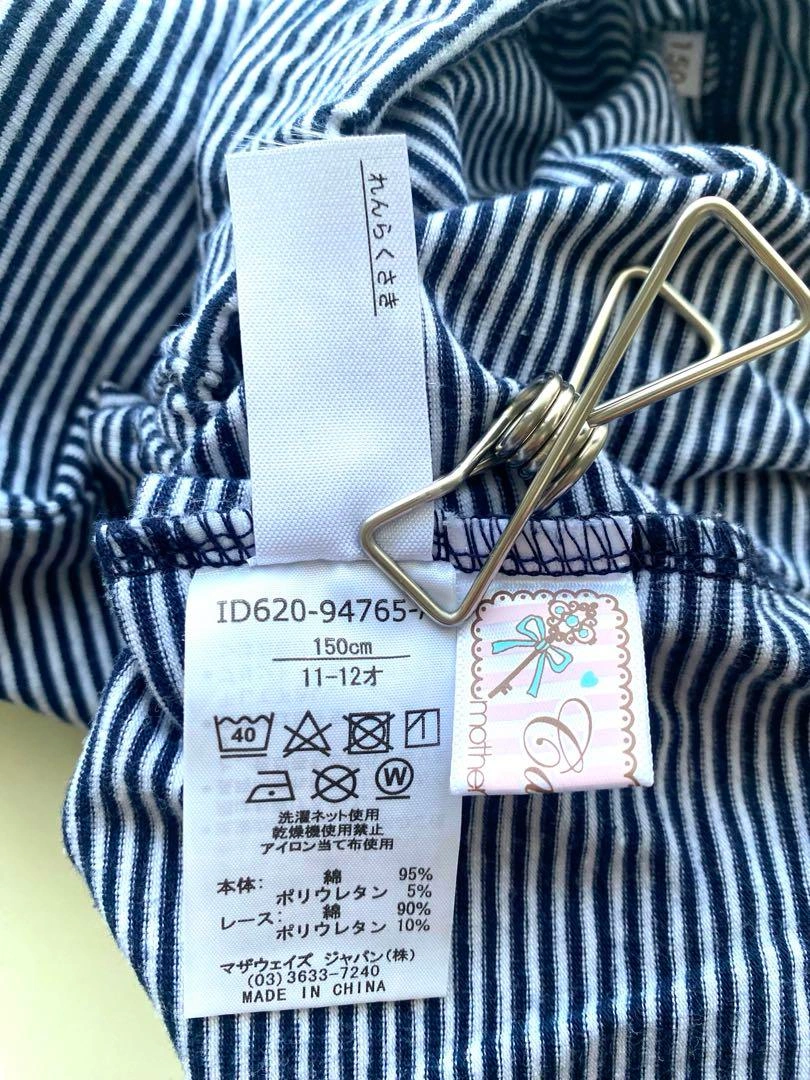 150
れんらくさき
ID620-94765-
150cm
11-12才
40
W
洗濯ネット使用
乾燥機使用禁止
アイロン当て布使用
本体: 綿 95%
ポリウレタン 5%
レース: 綿 90%
ポリウレタン 10%
マザウェイズ ジャパン(株)
(03)3633-7240
MADE IN CHINA
mother
Ca